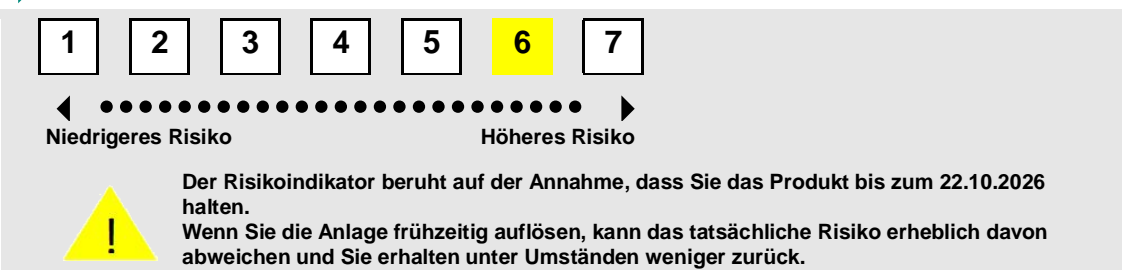 1 2 3 4 5 6 7
Niedrigeres Risiko Höheres Risiko
Der Risikoindikator beruht auf der Annahme, dass Sie das Produkt bis zum 22.10.2026
halten.
Wenn Sie die Anlage frühzeitig auflösen, kann das tatsächliche Risiko erheblich davon
abweichen und Sie erhalten unter Umständen weniger zurück.
!